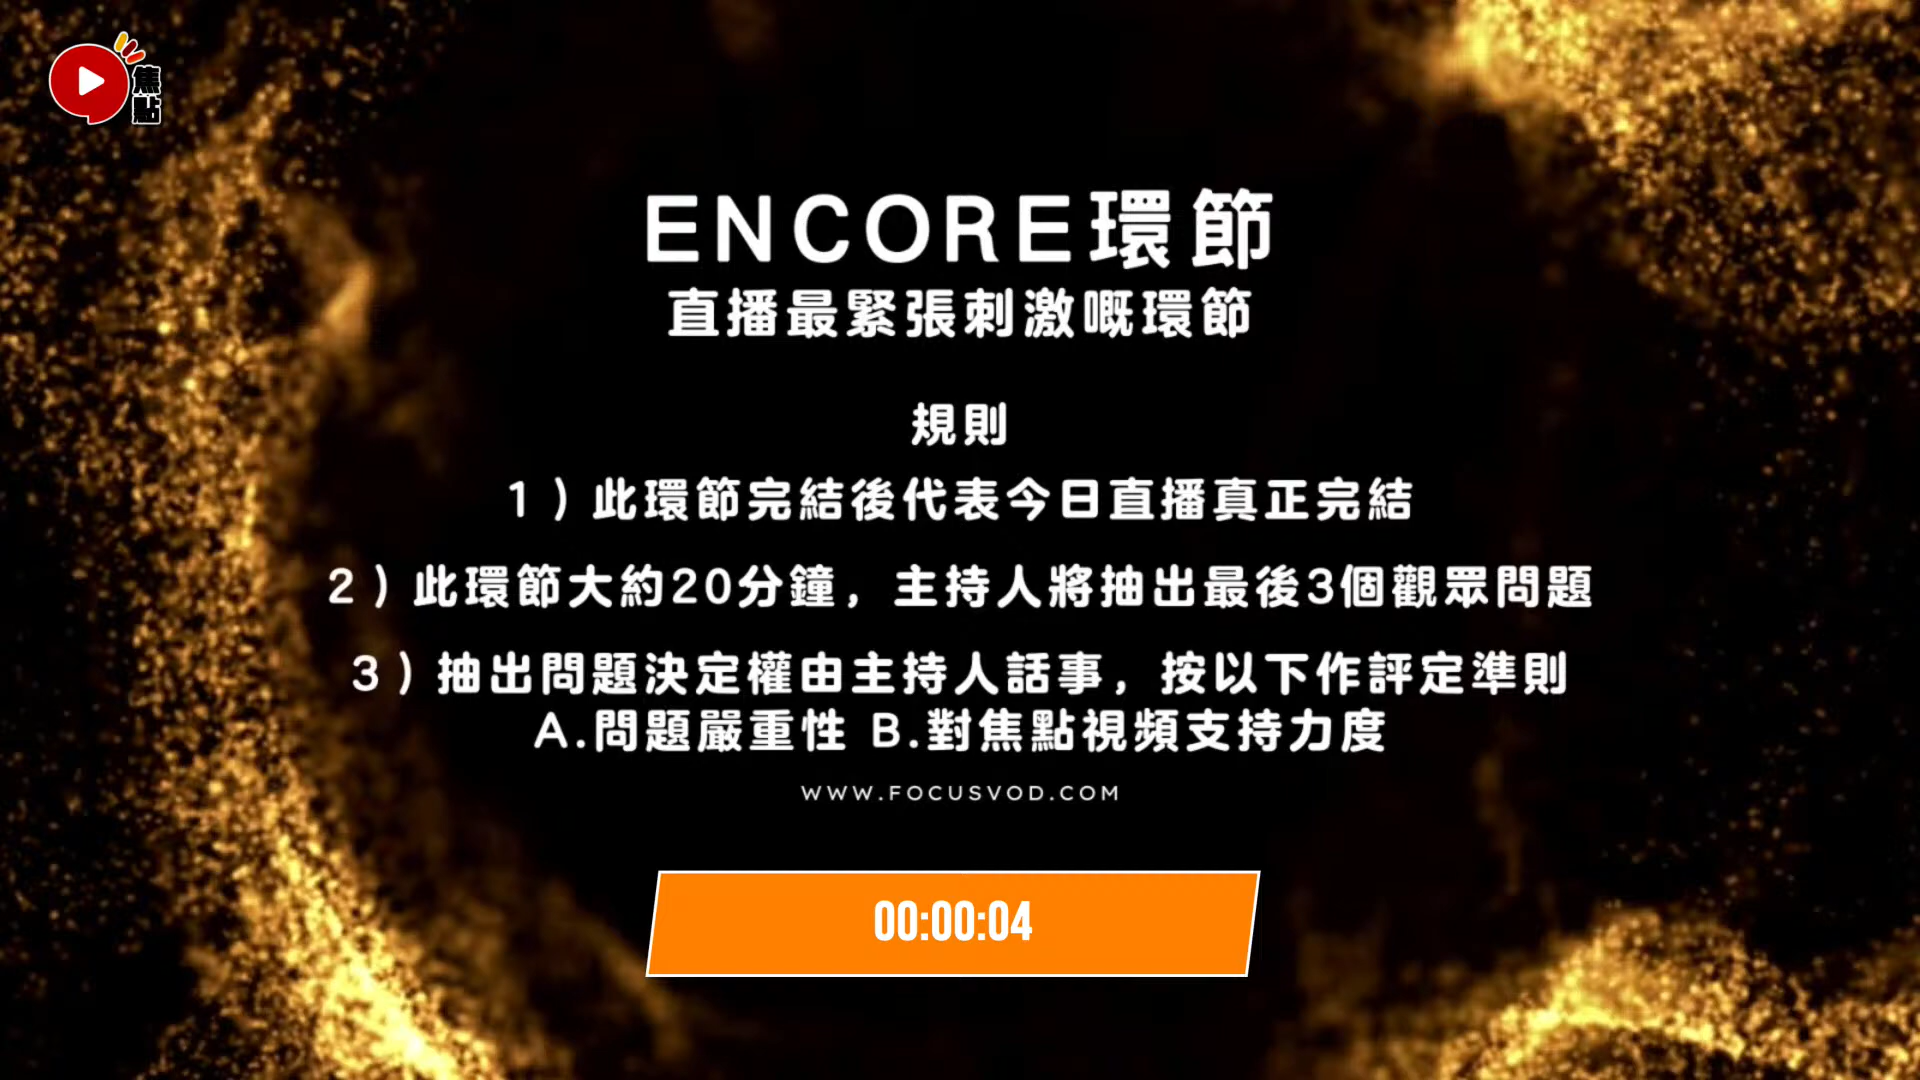 焦
點
ENCORE環節
直播最緊張刺激嘅環節
規則
1）此環節完結後代表今日直播真正完結
2）此環節大約20分鐘，主持人將抽出最後3個觀眾問題
3）抽出問題決定權由主持人話事，按以下作評定準則
A.問題嚴重性 B.對焦點視頻支持力度
WWW.FOCUSVOD.COM
00:00:04